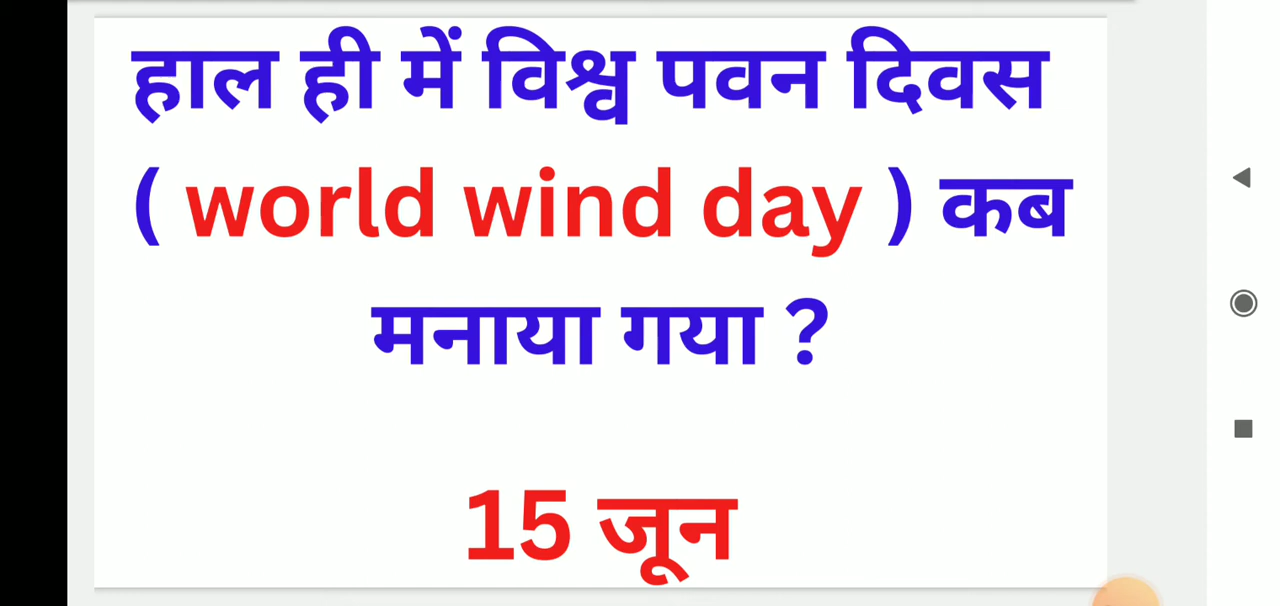 हाल ही में विश्व पवन दिवस
( world wind day ) कब
मनाया गया ?
15 जून